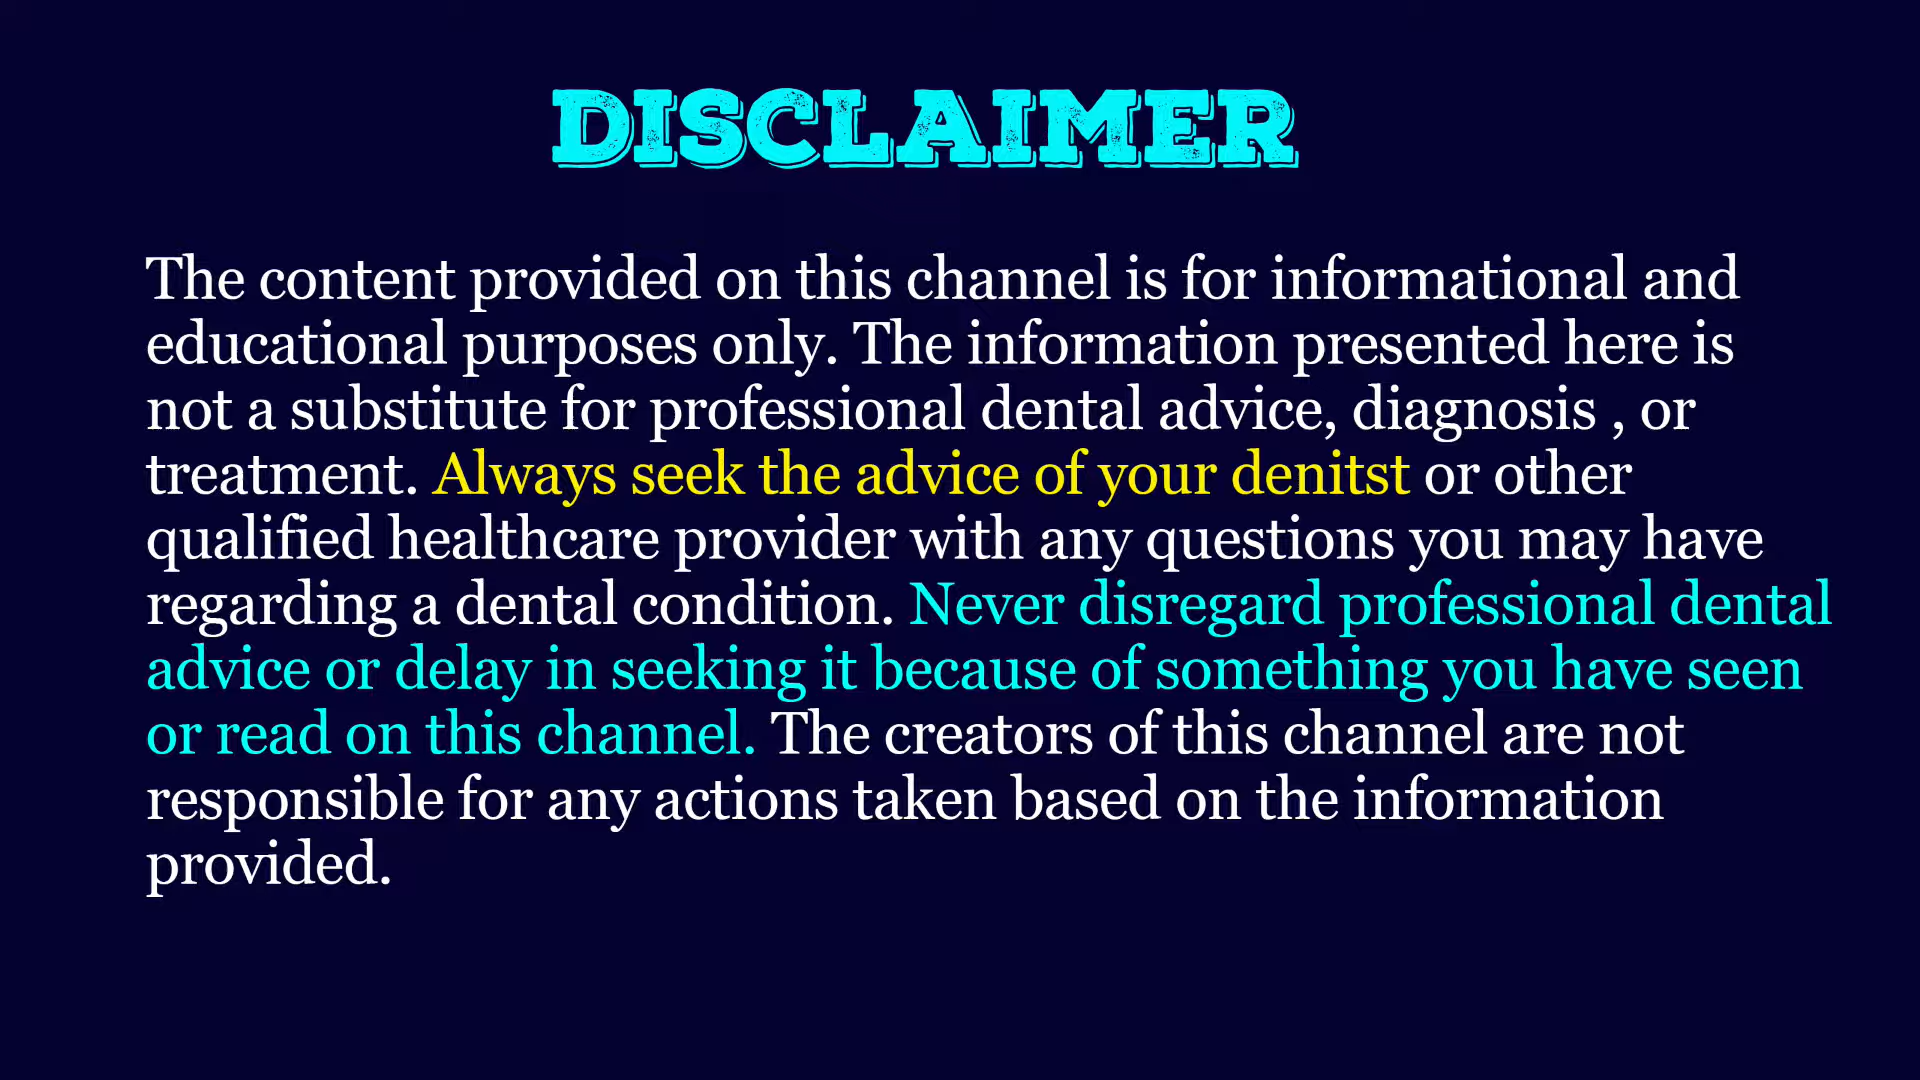 DISCLAIMER
The content provided on this channel is for informational and
educational purposes only. The information presented here is
not a substitute for professional dental advice, diagnosis , or
treatment. Always seek the advice of your denitst or other
qualified healthcare provider with any questions you may have
regarding a dental condition. Never disregard professional dental
advice or delay in seeking it because of something you have seen
or read on this channel. The creators of this channel are not
responsible for any actions taken based on the information
provided.